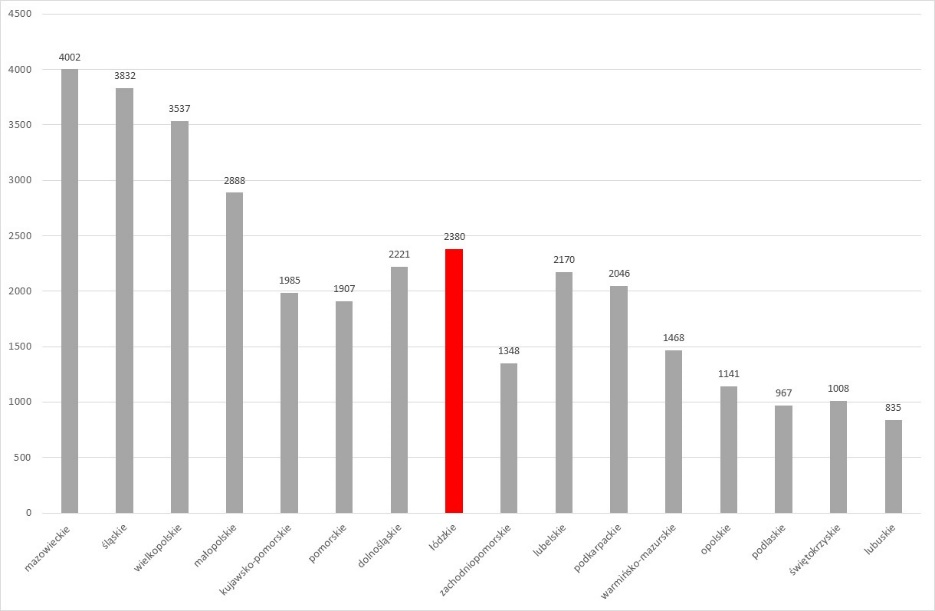 4500
4000
3500
3000
2500
2000
1500
1000
500
0
4002
3832
3537
2888
1985
1907
2221
2380
1348
2170
2046
1468
1141
967
1008
835
mazowieckie
śląskie
wielkopolskie
małopolskie
kujawsko-pomorskie
pomorskie
dolnośląskie
łódzkie
zachodniopomorskie
lubelskie
podkarpackie
warmińsko-mazurskie
opolskie
podlaskie
świętokrzyskie
lubuskie